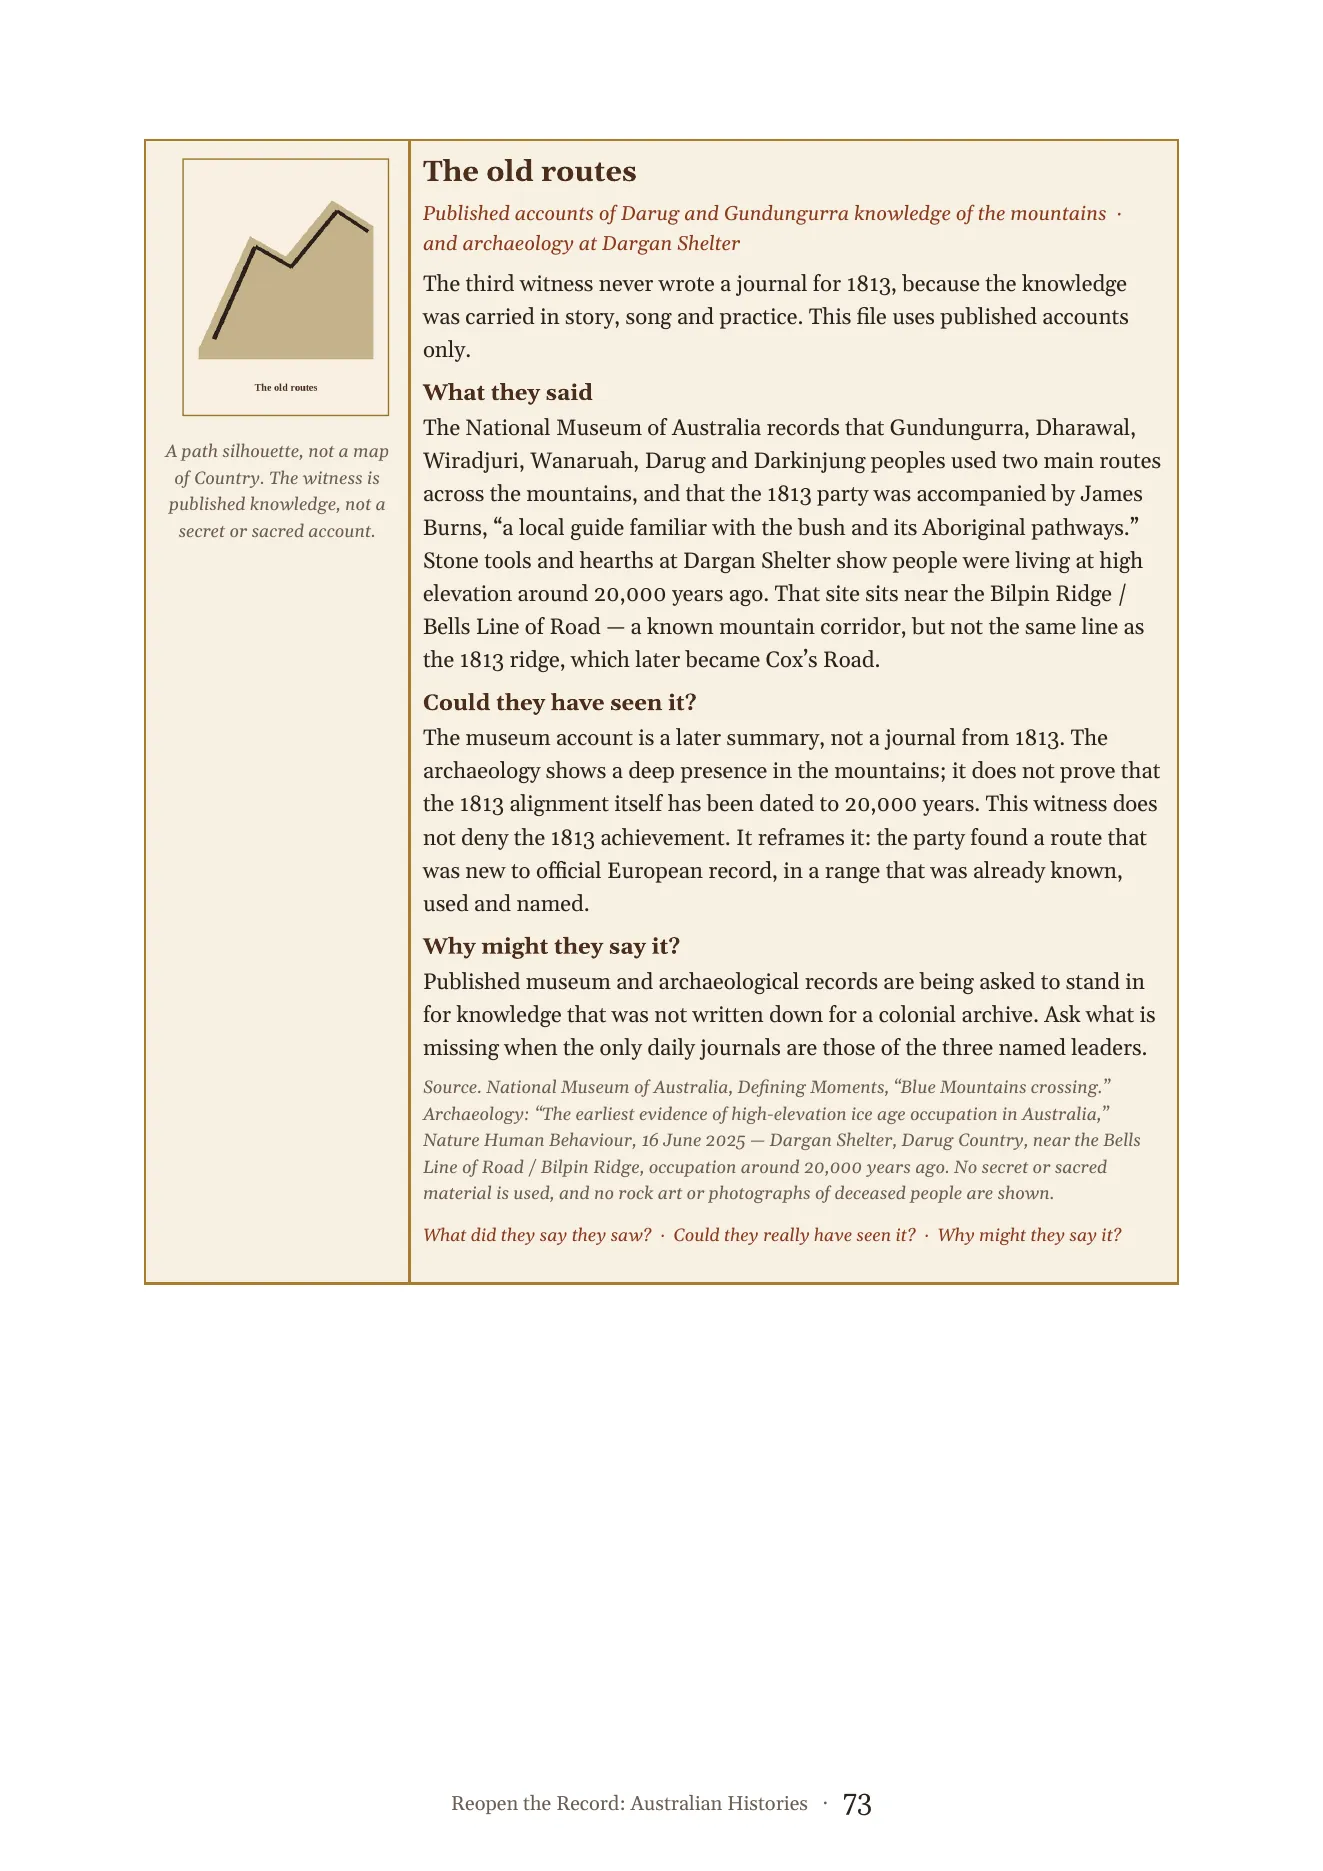 The old routes
A path silhouette, not a map
of Country. The witness is
published knowledge, not a
secret or sacred account.
The old routes
Published accounts of Darug and Gundungurra knowledge of the mountains ·
and archaeology at Dargan Shelter
The third witness never wrote a journal for 1813, because the knowledge
was carried in story, song and practice. This file uses published accounts
only.
What they said
The National Museum of Australia records that Gundungurra, Dharawal,
Wiradjuri, Wanaruah, Darug and Darkinjung peoples used two main routes
across the mountains, and that the 1813 party was accompanied by James
Burns, “a local guide familiar with the bush and its Aboriginal pathways.”
Stone tools and hearths at Dargan Shelter show people were living at high
elevation around 20,000 years ago. That site sits near the Bilpin Ridge /
Bells Line of Road — a known mountain corridor, but not the same line as
the 1813 ridge, which later became Cox’s Road.
Could they have seen it?
The museum account is a later summary, not a journal from 1813. The
archaeology shows a deep presence in the mountains; it does not prove that
the 1813 alignment itself has been dated to 20,000 years. This witness does
not deny the 1813 achievement. It reframes it: the party found a route that
was new to official European record, in a range that was already known,
used and named.
Why might they say it?
Published museum and archaeological records are being asked to stand in
for knowledge that was not written down for a colonial archive. Ask what is
missing when the only daily journals are those of the three named leaders.
Source. National Museum of Australia, Defining Moments, “Blue Mountains crossing.”
Archaeology: “The earliest evidence of high-elevation ice age occupation in Australia,”
Nature Human Behaviour, 16 June 2025 — Dargan Shelter, Darug Country, near the Bells
Line of Road / Bilpin Ridge, occupation around 20,000 years ago. No secret or sacred
material is used, and no rock art or photographs of deceased people are shown.
What did they say they saw? · Could they really have seen it? · Why might they say it?
Reopen the Record: Australian Histories · 73